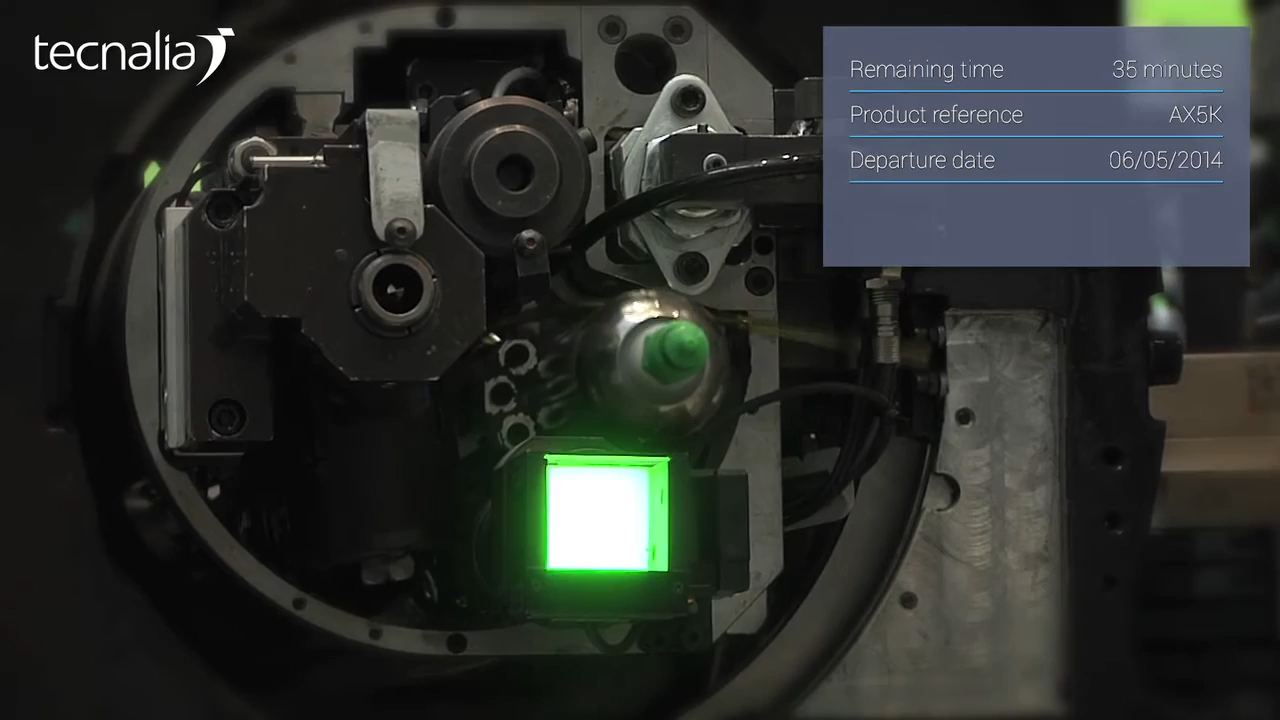 tecnalia
Remaining time 35 minutes
Product reference AX5K
Departure date 06/05/2014